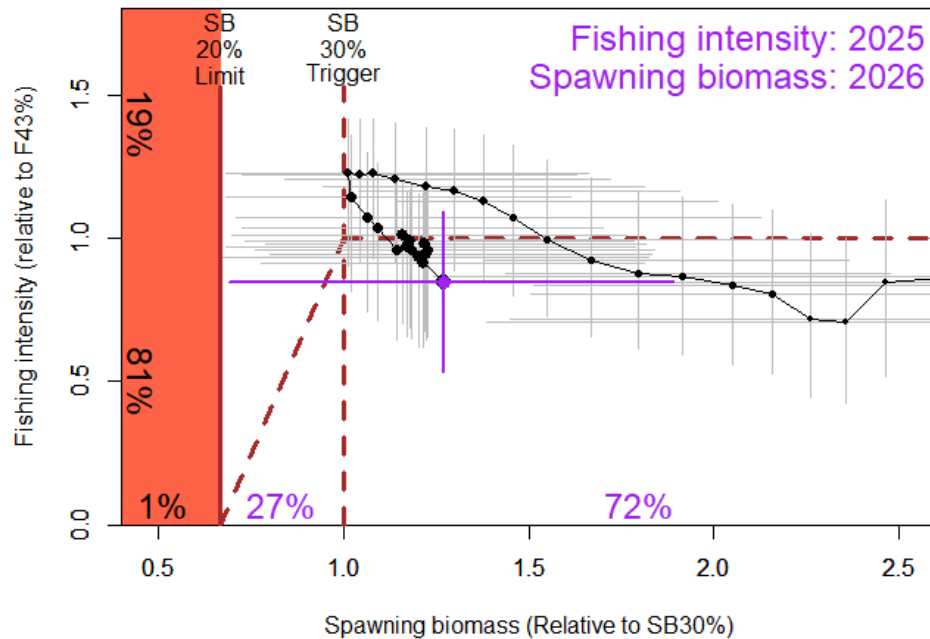 SB
20%
Limit
SB
30%
Trigger
Fishing intensity: 2025
Spawning biomass: 2026
Fishing intensity (relative to F43%)
1.5
1.0
0.5
0.0
19%
81%
1%
27%
72%
0.5
1.0
1.5
2.0
2.5
Spawning biomass (Relative to SB30%)